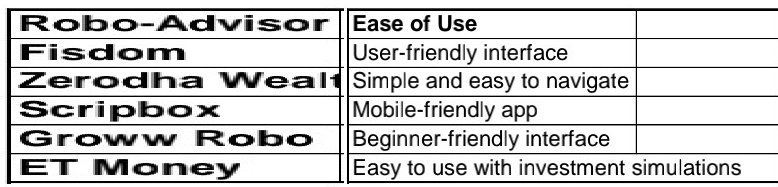 Robo-Advisor Ease of Use
Fisdom User-friendly interface
Zerodha Wealt Simple and easy to navigate
Scripbox Mobile-friendly app
Groww Robo Beginner-friendly interface
ET Money Easy to use with investment simulations